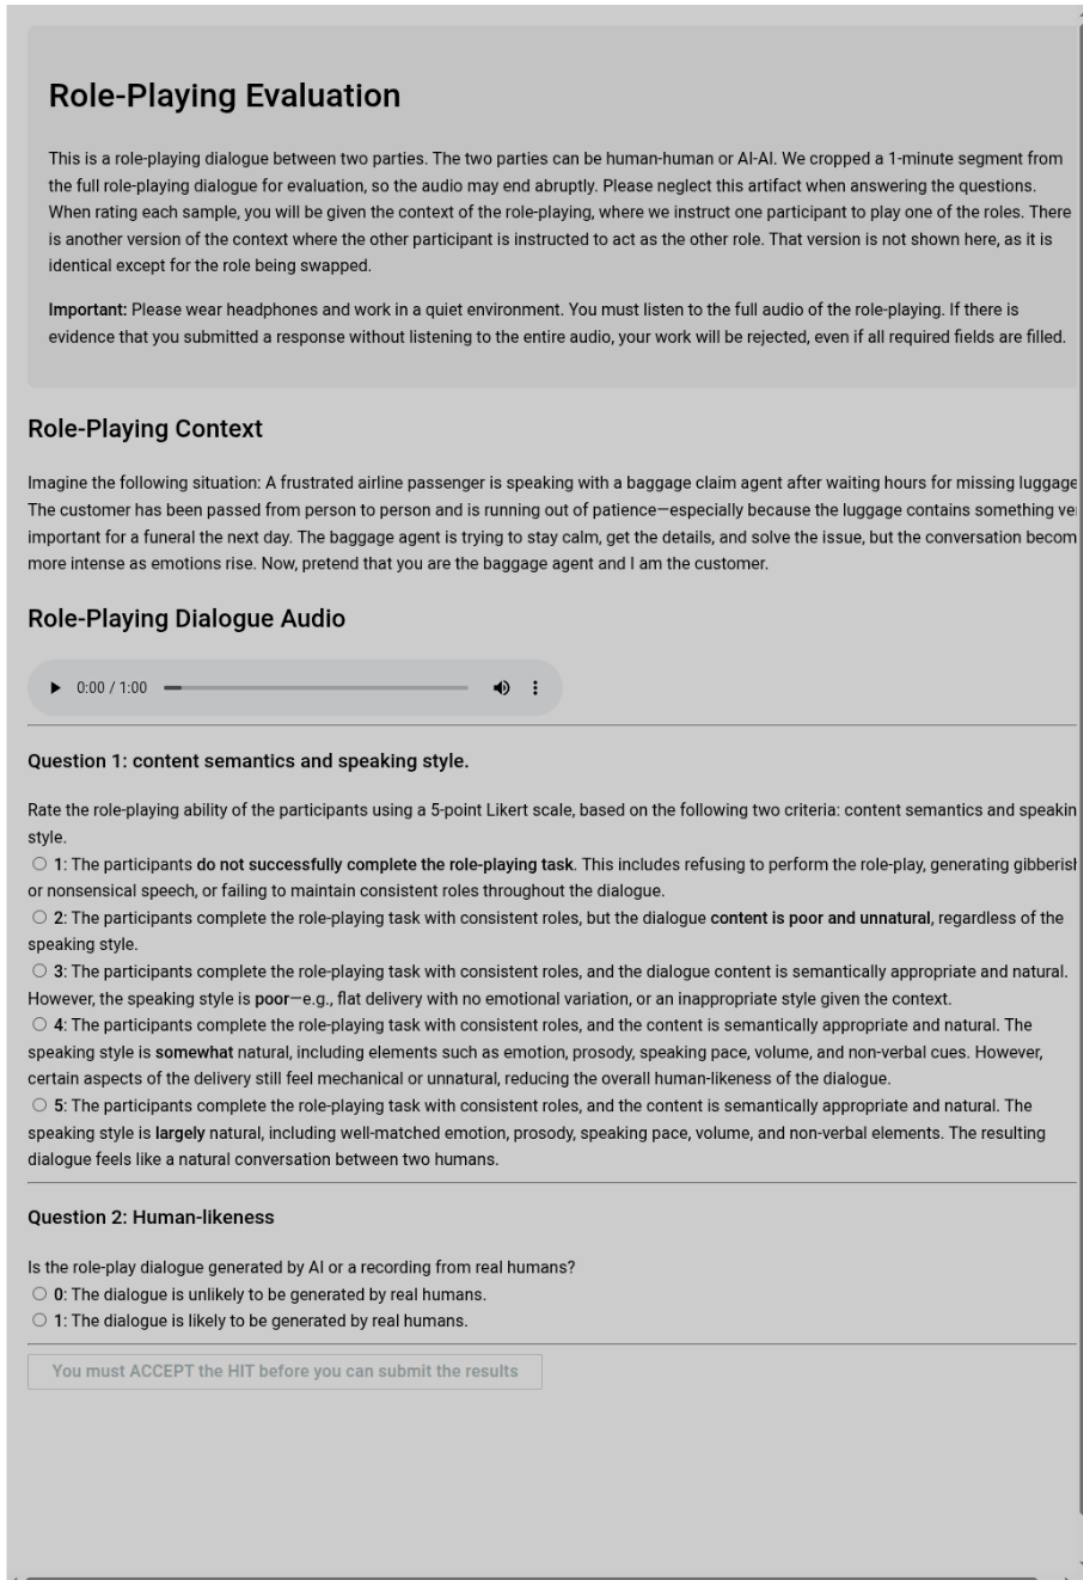 Role-Playing Evaluation
This is a role-playing dialogue between two parties. The two parties can be human-human or AI-AI. We cropped a 1-minute segment from
the full role-playing dialogue for evaluation, so the audio may end abruptly. Please neglect this artifact when answering the questions.
When rating each sample, you will be given the context of the role-playing, where we instruct one participant to play one of the roles. There
is another version of the context where the other participant is instructed to act as the other role. That version is not shown here, as it is
identical except for the role being swapped.
Important: Please wear headphones and work in a quiet environment. You must listen to the full audio of the role-playing. If there is
evidence that you submitted a response without listening to the entire audio, your work will be rejected, even if all required fields are filled.
Role-Playing Context
Imagine the following situation: A frustrated airline passenger is speaking with a baggage claim agent after waiting hours for missing luggage
The customer has been passed from person to person and is running out of patience—especially because the luggage contains something ve
important for a funeral the next day. The baggage agent is trying to stay calm, get the details, and solve the issue, but the conversation becom
more intense as emotions rise. Now, pretend that you are the baggage agent and I am the customer.
Role-Playing Dialogue Audio
0:00 / 1:00
Question 1: content semantics and speaking style.
Rate the role-playing ability of the participants using a 5-point Likert scale, based on the following two criteria: content semantics and speakin
style.
1: The participants do not successfully complete the role-playing task. This includes refusing to perform the role-play, generating gibberish
or nonsensical speech, or failing to maintain consistent roles throughout the dialogue.
2: The participants complete the role-playing task with consistent roles, but the dialogue content is poor and unnatural, regardless of the
speaking style.
3: The participants complete the role-playing task with consistent roles, and the dialogue content is semantically appropriate and natural.
However, the speaking style is poor—e.g., flat delivery with no emotional variation, or an inappropriate style given the context.
4: The participants complete the role-playing task with consistent roles, and the content is semantically appropriate and natural. The
speaking style is somewhat natural, including elements such as emotion, prosody, speaking pace, volume, and non-verbal cues. However,
certain aspects of the delivery still feel mechanical or unnatural, reducing the overall human-likeness of the dialogue.
5: The participants complete the role-playing task with consistent roles, and the content is semantically appropriate and natural. The
speaking style is largely natural, including well-matched emotion, prosody, speaking pace, volume, and non-verbal elements. The resulting
dialogue feels like a natural conversation between two humans.
Question 2: Human-likeness
Is the role-play dialogue generated by AI or a recording from real humans?
0: The dialogue is unlikely to be generated by real humans.
1: The dialogue is likely to be generated by real humans.
You must ACCEPT the HIT before you can submit the results